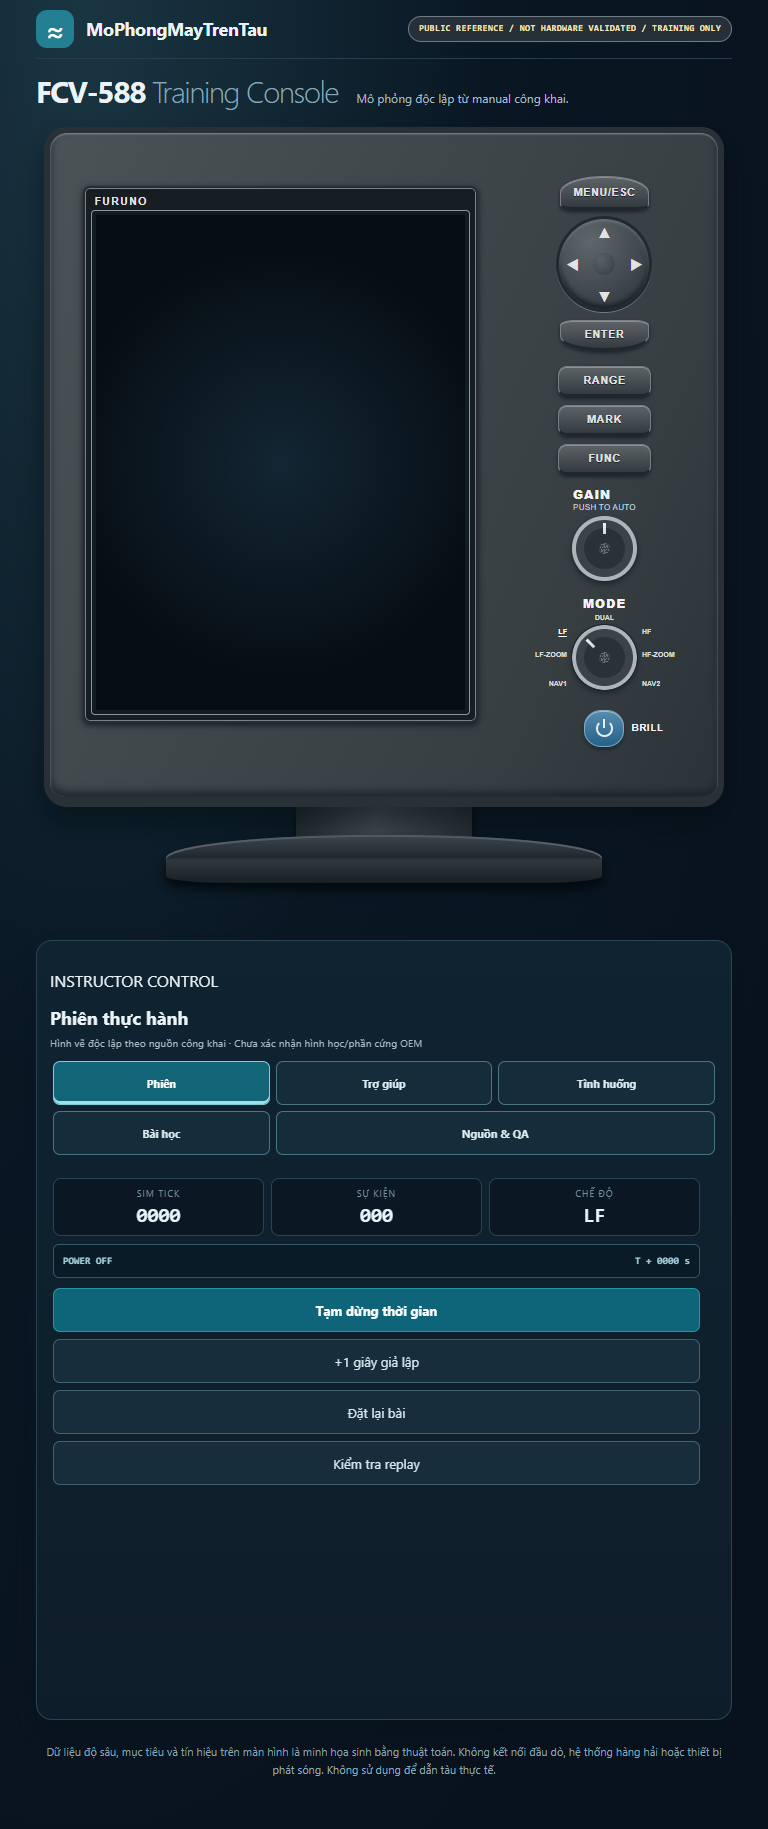 ≈ MoPhongMayTrenTau
PUBLIC REFERENCE / NOT HARDWARE VALIDATED / TRAINING ONLY
FCV-588 Training Console Mô phỏng độc lập từ manual công khai.
FURUNO
MENU/ESC
▲
◀ ▶
▼
ENTER
RANGE
MARK
FUNC
GAIN
PUSH TO AUTO
MODE
DUAL
LF HF
LF-ZOOM HF-ZOOM
NAV1 NAV2
BRILL
INSTRUCTOR CONTROL
Phiên thực hành
Hình vẽ độc lập theo nguồn công khai · Chưa xác nhận hình học/phần cứng OEM
Phiên Trợ giúp Tình huống
Bài học Nguồn & QA
SIM TICK SỰ KIỆN CHẾ ĐỘ
0000 000 LF
POWER OFF T + 0000 s
Tạm dừng thời gian
+1 giây giả lập
Đặt lại bài
Kiểm tra replay
Dữ liệu độ sâu, mục tiêu và tín hiệu trên màn hình là minh họa sinh bằng thuật toán. Không kết nối đầu dò, hệ thống hàng hải hoặc thiết bị
phát sóng. Không sử dụng để dẫn tàu thực tế.